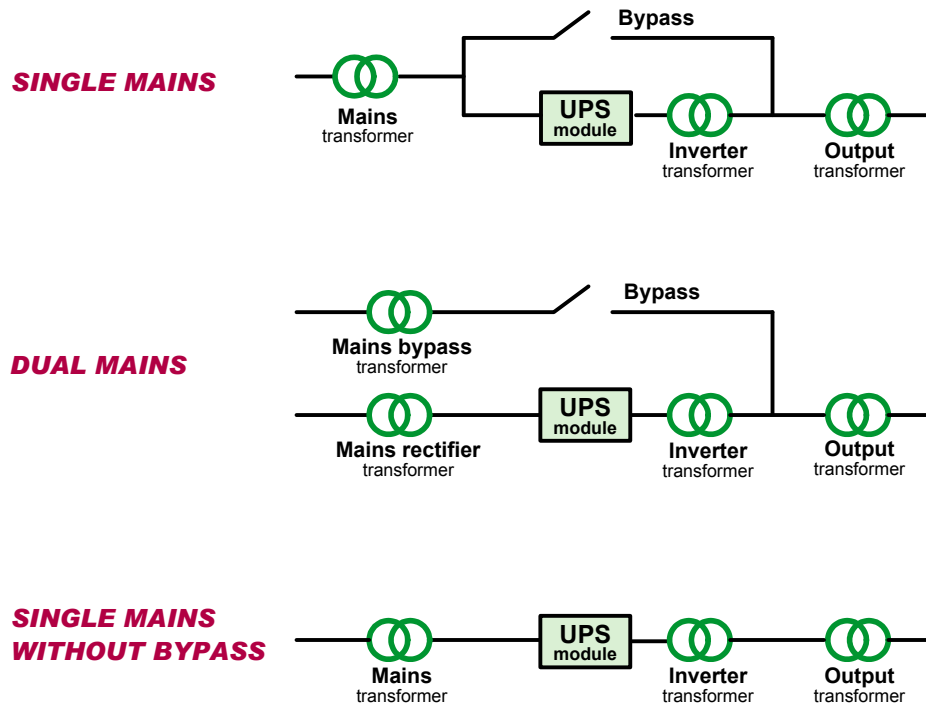 Bypass
SINGLE MAINS
UPS
module
Mains
transformer
Inverter
transformer
Output
transformer
Bypass
Mains bypass
transformer
DUAL MAINS
UPS
module
Mains rectifier
transformer
Inverter
transformer
Output
transformer
SINGLE MAINS
WITHOUT BYPASS
UPS
module
Mains
transformer
Inverter
transformer
Output
transformer